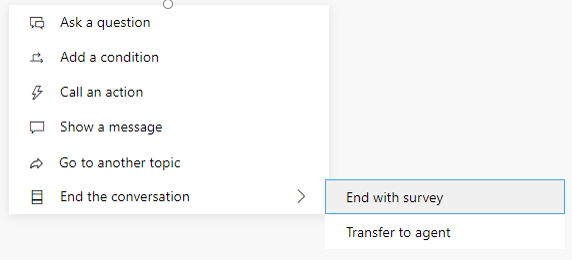 Ask a question
Add a condition
Call an action
Show a message
Go to another topic
End the conversation
End with survey
Transfer to agent